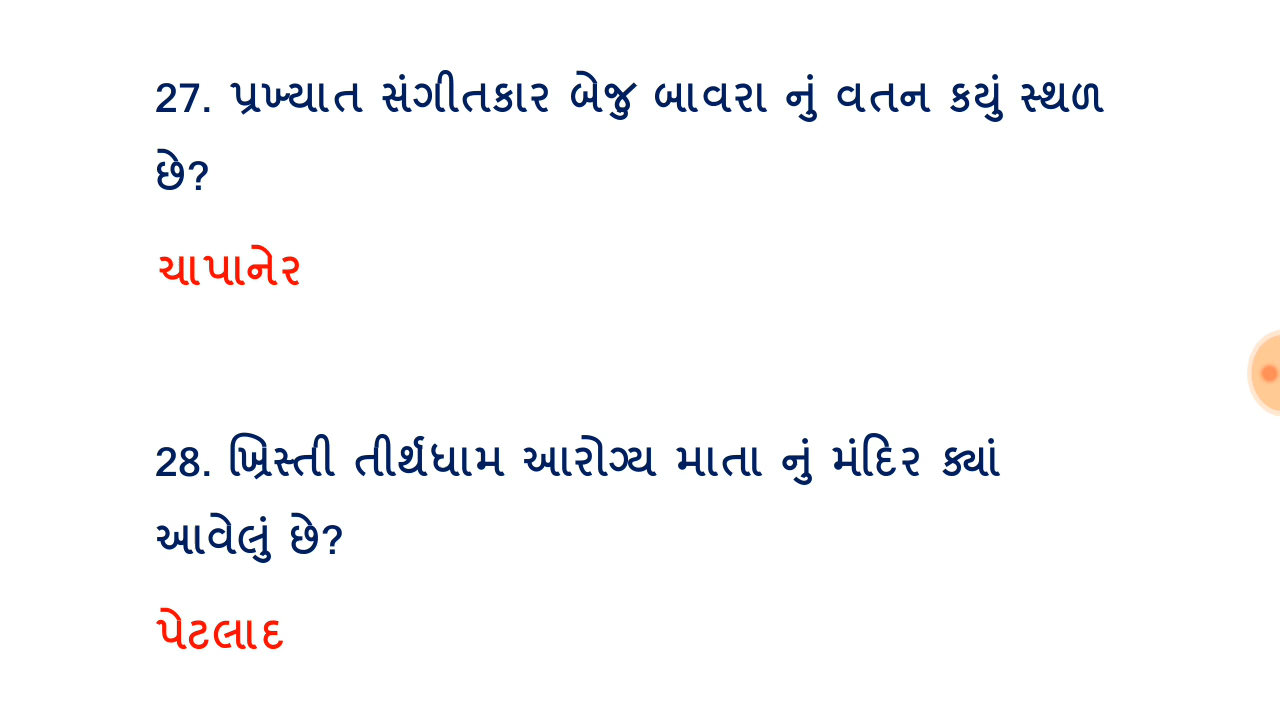 27. પ્રખ્યાત સંગીતકાર બેજુ બાવરા નું વતન કયું સ્થળ
છે?
ચાપાનેર
28. ખ્રિસ્તી તીર્થધામ આરોગ્ય માતા નું મંદિર ક્યાં
આવેલું છે?
પેટલાદ